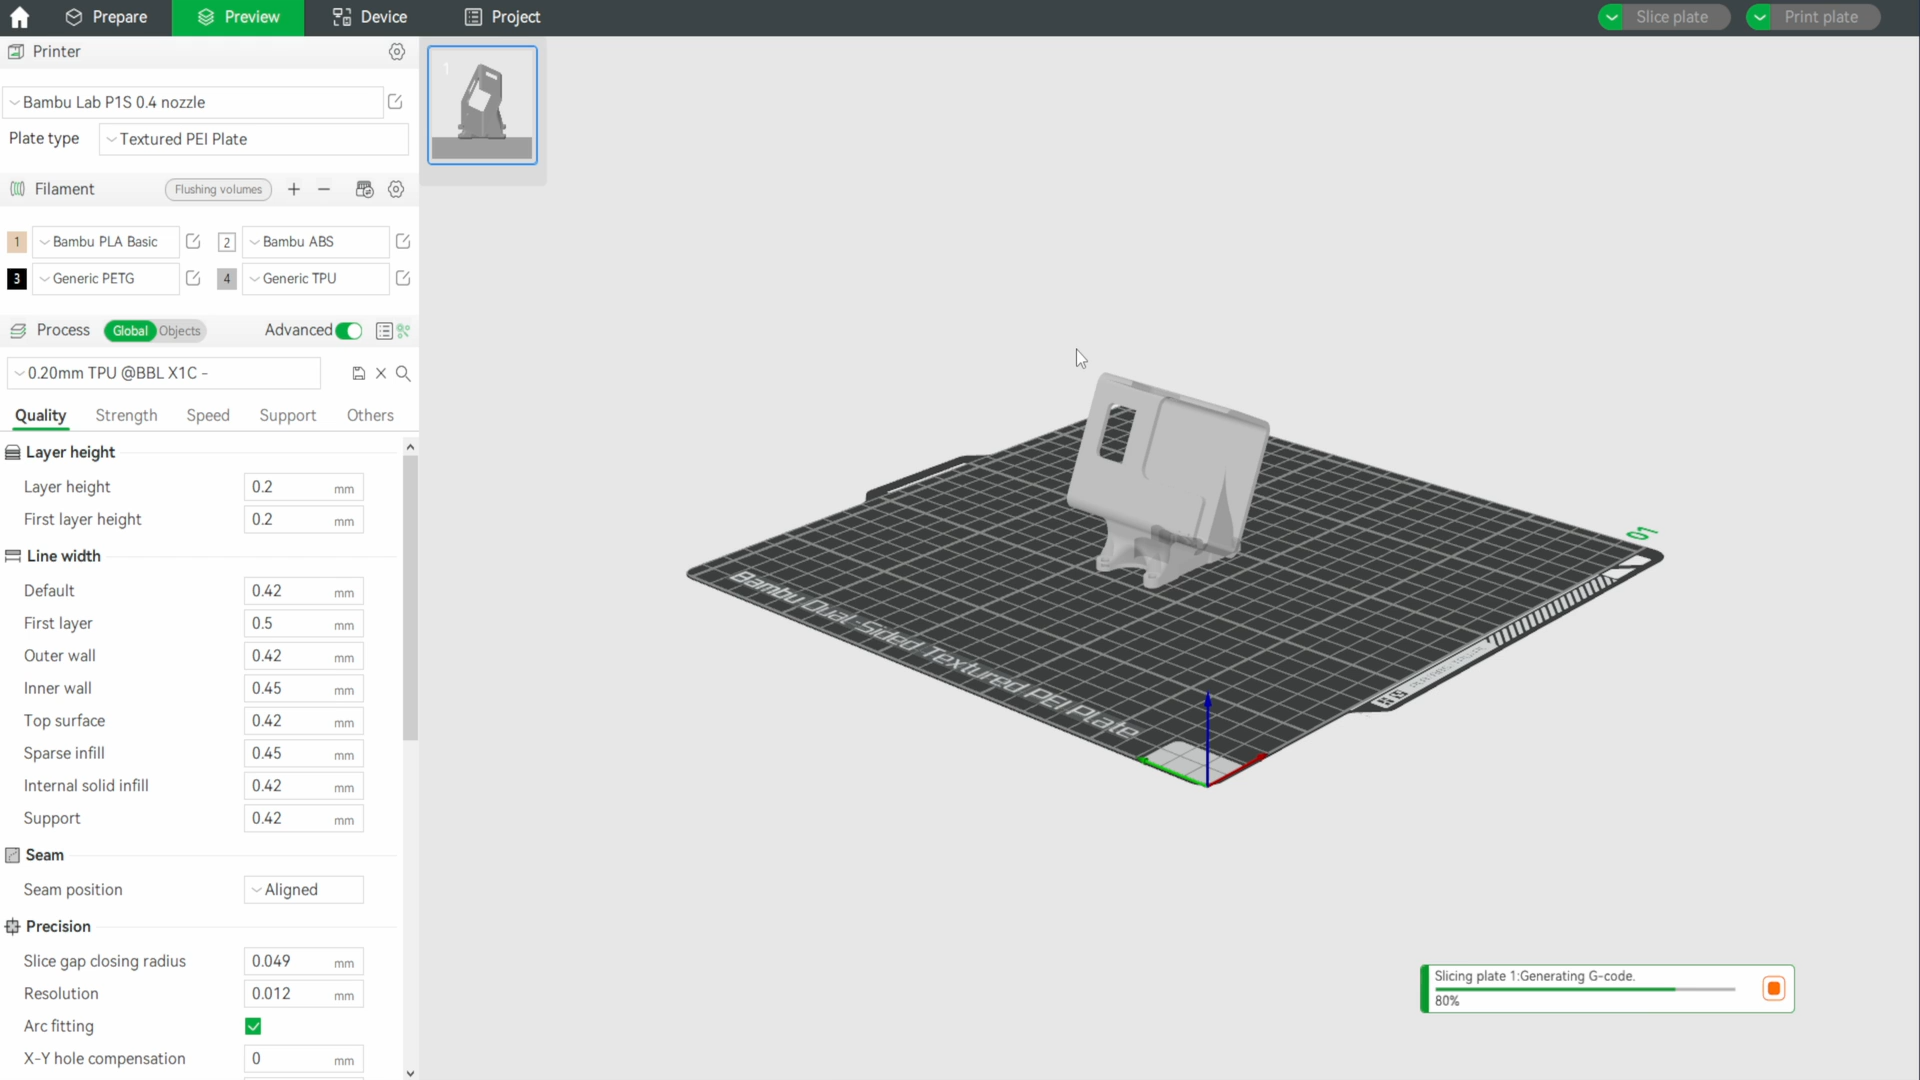 Prepare
Preview
Device
Project
Slice plate
Print plate
Printer
Bambu Lab P1S 0.4 nozzle
Plate type
Textured PEI Plate
Filament
Flushing volumes
1
Bambu PLA Basic
2
Bambu ABS
3
Generic PETG
4
Generic TPU
Process
Global
Objects
Advanced
0.20mm TPU @BBL X1C -
Quality
Strength
Speed
Support
Others
Layer height
Layer height
0.2
mm
First layer height
0.2
mm
Line width
Default
0.42
mm
First layer
0.5
mm
Outer wall
0.42
mm
Inner wall
0.45
mm
Top surface
0.42
mm
Sparse infill
0.45
mm
Internal solid infill
0.42
mm
Support
0.42
mm
Seam
Seam position
Aligned
Precision
Slice gap closing radius
0.049
mm
Resolution
0.012
mm
Arc fitting
X-Y hole compensation
0
mm
1
01
Bambu Dual-Sided Textured PEI Plate
Slicing plate 1:Generating G-code.
80%